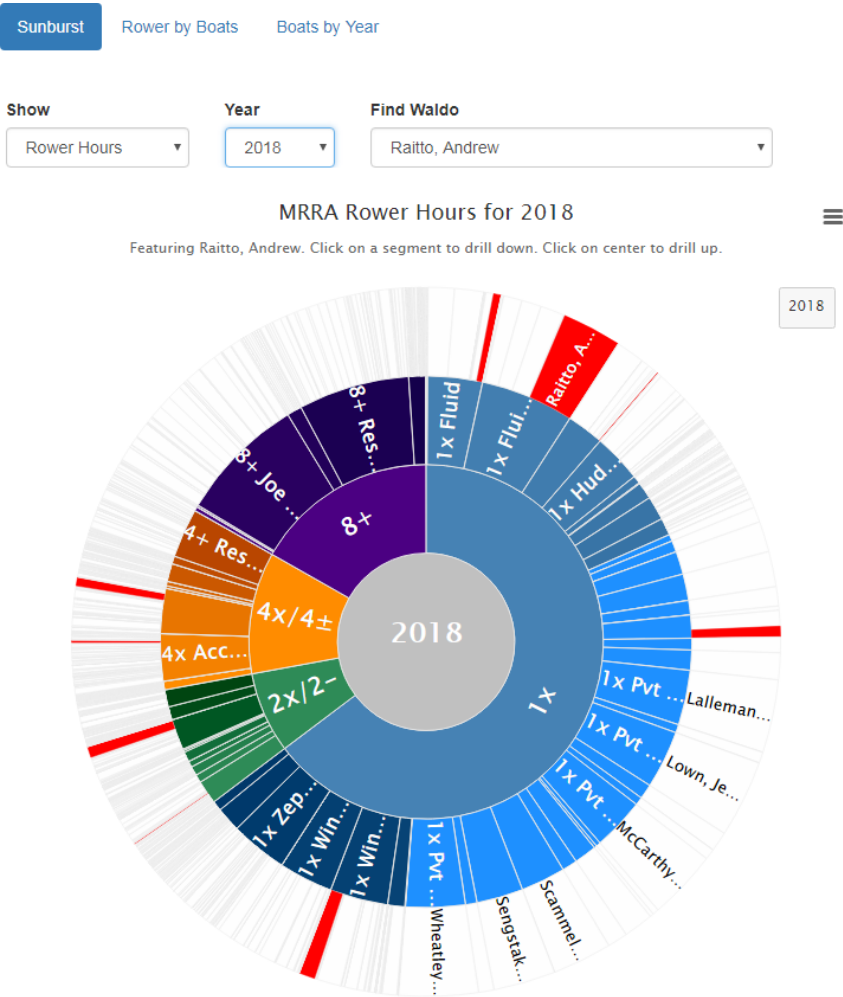 Sunburst Rower by Boats Boats by Year
Show Year Find Waldo
Rower Hours 2018 Raitto, Andrew
MRRA Rower Hours for 2018
Featuring Raitto, Andrew. Click on a segment to drill down. Click on center to drill up.
2018
2018
1x
2x/2−
4x/4±
8+
1x Fluid
1x Flui...
1x Hud...
1x Pvt ...
1x Pvt ...
1x Pvt ...
1x Pvt ...
1x Win...
1x Win...
1x Zep...
4x Acc...
4+ Res...
8+ Joe ...
8+ Res...
Raitto, A...
Lalleman...
Lown, Je...
McCarthy...
Scammel...
Sengstak...
Wheatley...